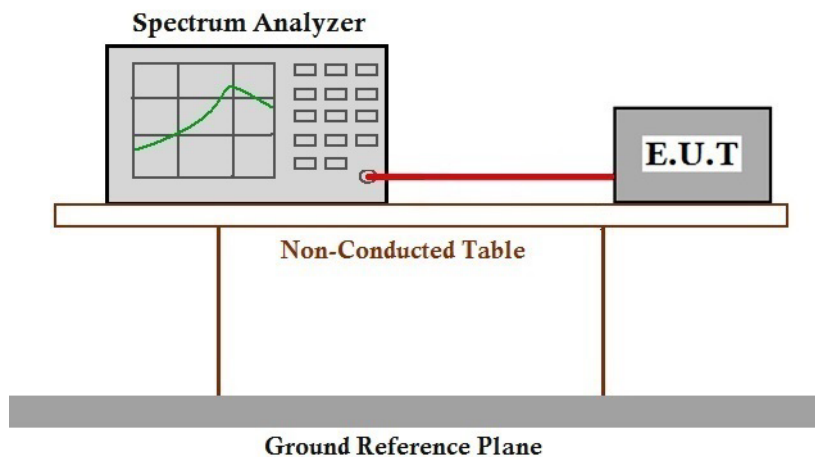 Spectrum Analyzer
E.U.T
Non-Conducted Table
Ground Reference Plane